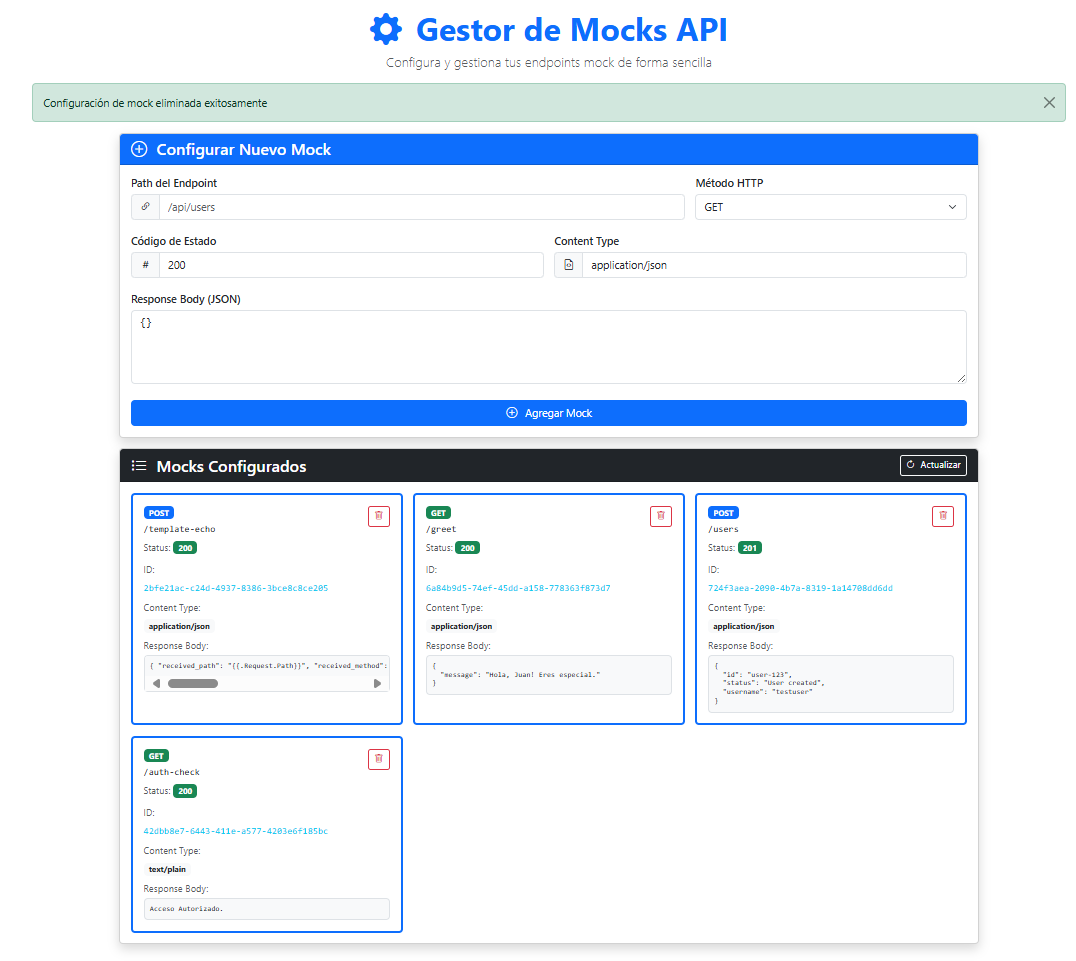 Gestor de Mocks API
Configura y gestiona tus endpoints mock de forma sencilla
Configuración de mock eliminada exitosamente
Configurar Nuevo Mock
Path del Endpoint
Método HTTP
/api/users
GET
Código de Estado
Content Type
# 200
application/json
Response Body (JSON)
{}
Agregar Mock
Mocks Configurados
Actualizar
POST
/template-echo
Status: 200
ID:
2bfe21ac-c24d-4937-8386-3bce8c8ce205
Content Type:
application/json
Response Body:
{ "received_path": "{{.Request.Path}}", "received_method":
GET
/greet
Status: 200
ID:
6a84b9d5-74ef-45dd-a158-778363f873d7
Content Type:
application/json
Response Body:
{
"message": "Hola, Juan! Eres especial."
}
POST
/users
Status: 201
ID:
724f3aea-2090-4b7a-8319-1a14708dd6dd
Content Type:
application/json
Response Body:
{
"id": "user-123",
"status": "User created",
"username": "testuser"
}
GET
/auth-check
Status: 200
ID:
42dbb8e7-6443-411e-a577-4203e6f185bc
Content Type:
text/plain
Response Body:
Acceso Autorizado.